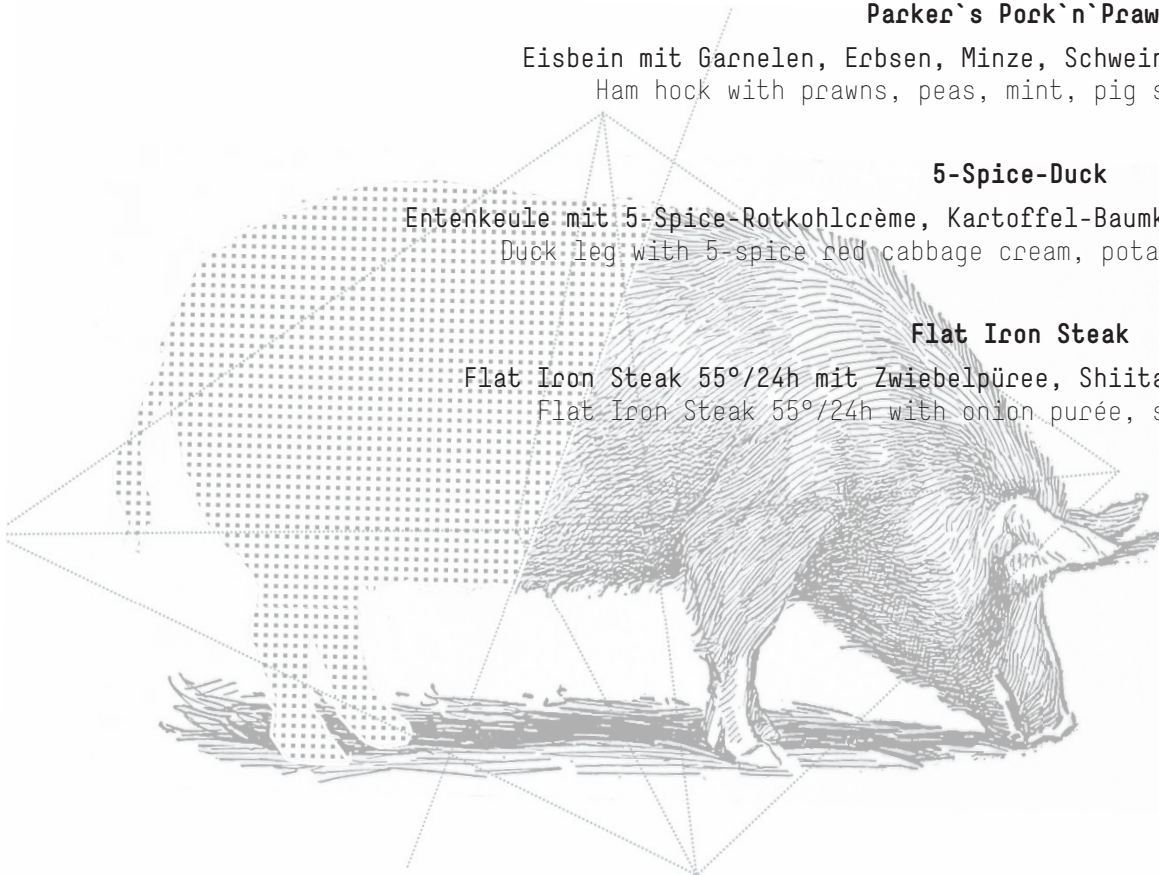 Parker`s Pork`n`Praw
Eisbein mit Garnelen, Erbsen, Minze, Schwein
Ham hock with prawns, peas, mint, pig s
5-Spice-Duck
Entenkeule mit 5-Spice-Rotkohlcrème, Kartoffel-Baumk
Duck leg with 5-spice red cabbage cream, pota
Flat Iron Steak
Flat Iron Steak 55°/24h mit Zwiebelpüree, Shiita
Flat Iron Steak 55°/24h with onion purée, s